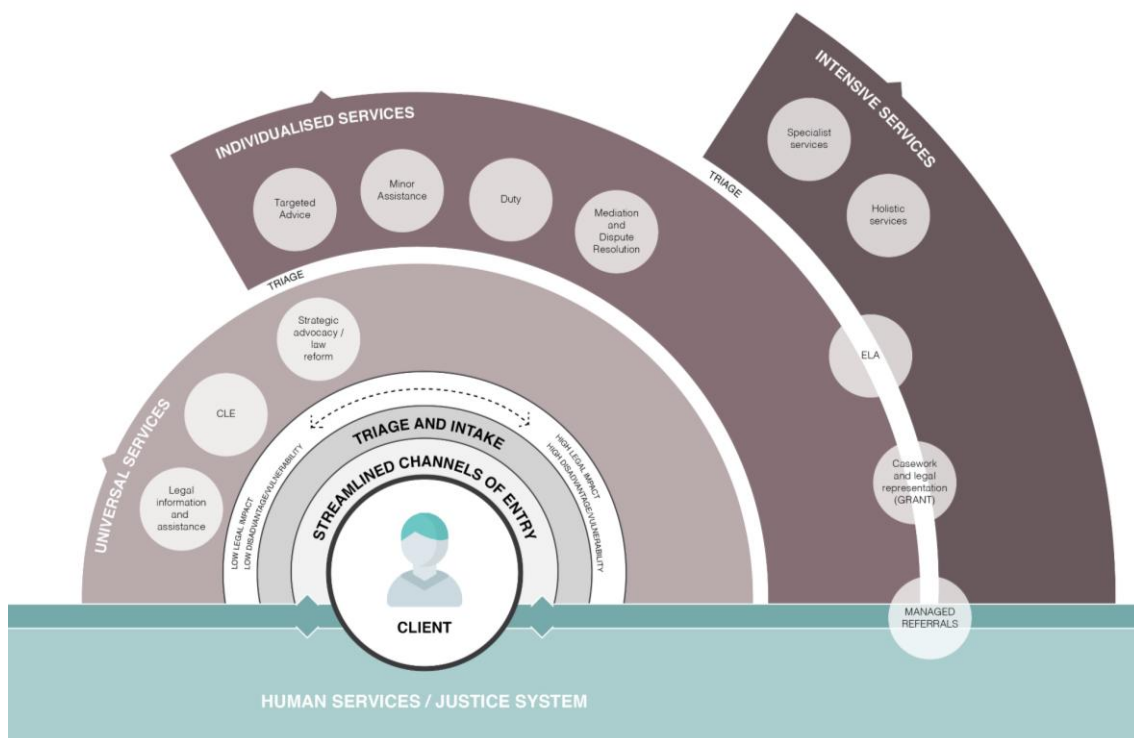 INTENSIVE SERVICES
Specialist
services
Holistic
services
TRIAGE
INDIVIDUALISED SERVICES
Targeted
Advice
Minor
Assistance
Duty
Mediation
and
Dispute
Resolution
ELA
Casework
and legal
representation
(GRANT)
MANAGED
REFERRALS
TRIAGE
UNIVERSAL SERVICES
Strategic
advocacy /
law
reform
CLE
Legal
information
and
assistance
LOW LEGAL IMPACT
LOW DISADVANTAGE/VULNERABILITY
HIGH LEGAL IMPACT
HIGH DISADVANTAGE/VULNERABILITY
TRIAGE AND INTAKE
STREAMLINED CHANNELS OF ENTRY
CLIENT
HUMAN SERVICES / JUSTICE SYSTEM